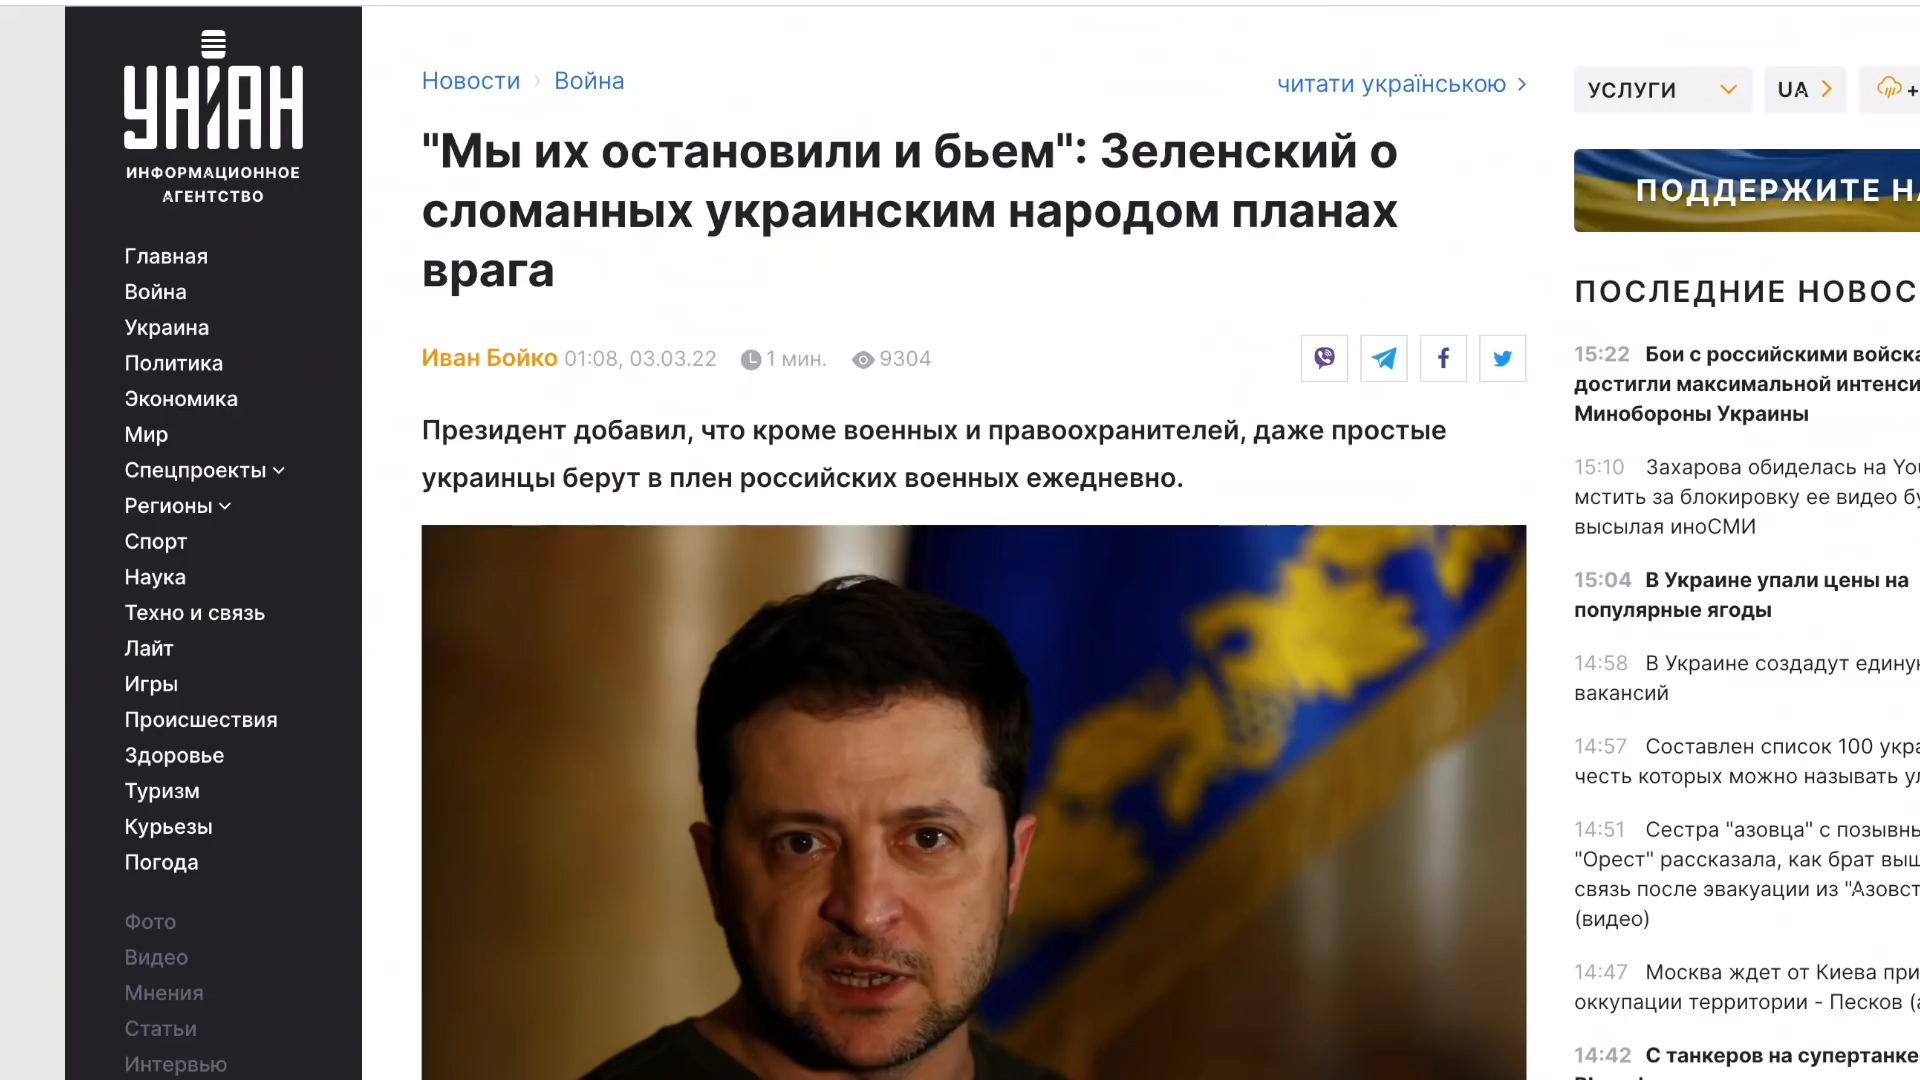 УНІАН
ИНФОРМАЦИОННОЕ
АГЕНТСТВО
Главная
Война
Украина
Политика
Экономика
Мир
Спецпроекты
Регионы
Спорт
Наука
Техно и связь
Лайт
Игры
Происшествия
Здоровье
Туризм
Курьезы
Погода
Фото
Видео
Мнения
Статьи
Интервью
Новости › Война
читати українською
"Мы их остановили и бьем": Зеленский о
сломанных украинским народом планах
врага
Иван Бойко 01:08, 03.03.22 1 мин. 9304
Президент добавил, что кроме военных и правоохранителей, даже простые
украинцы берут в плен российских военных ежедневно.
УСЛУГИ
UA
+
ПОДДЕРЖИТЕ
ПОСЛЕДНИЕ НОВОС
15:22 Бои с российскими
достигли максимальной
Минобороны Украины
15:10 Захарова обиделась на
мстить за блокировку ее видео
высылая иноСМИ
15:04 В Украине упали цены на
популярные ягоды
14:58 В Украине создадут
вакансий
14:57 Составлен список 100
честь которых можно называть
14:51 Сестра "азовца" с
"Орест" рассказала, как брат
связь после эвакуации из
(видео)
14:47 Москва ждет от Киева
оккупации территории - Песков
14:42 С танкеров на